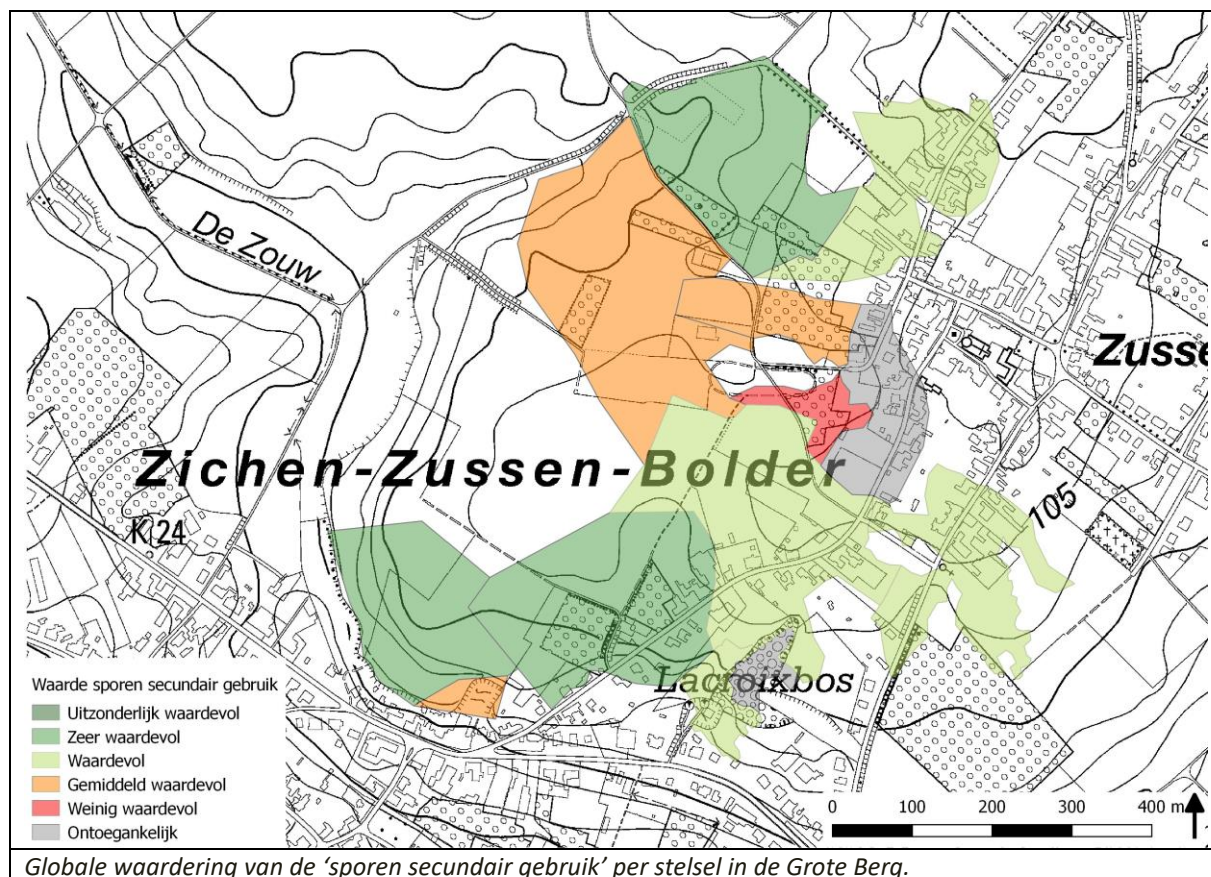 De Zouw
Zusse
Zichen-Zussen-Bolder
105
K 24
Lacroixbos
Waarde sporen secundair gebruik
Uitzonderlijk waardevol
Zeer waardevol
Waardevol
Gemiddeld waardevol
Weinig waardevol
Ontoegankelijk
0 100 200 300 400 m
Globale waardering van de ‘sporen secundair gebruik’ per stelsel in de Grote Berg.